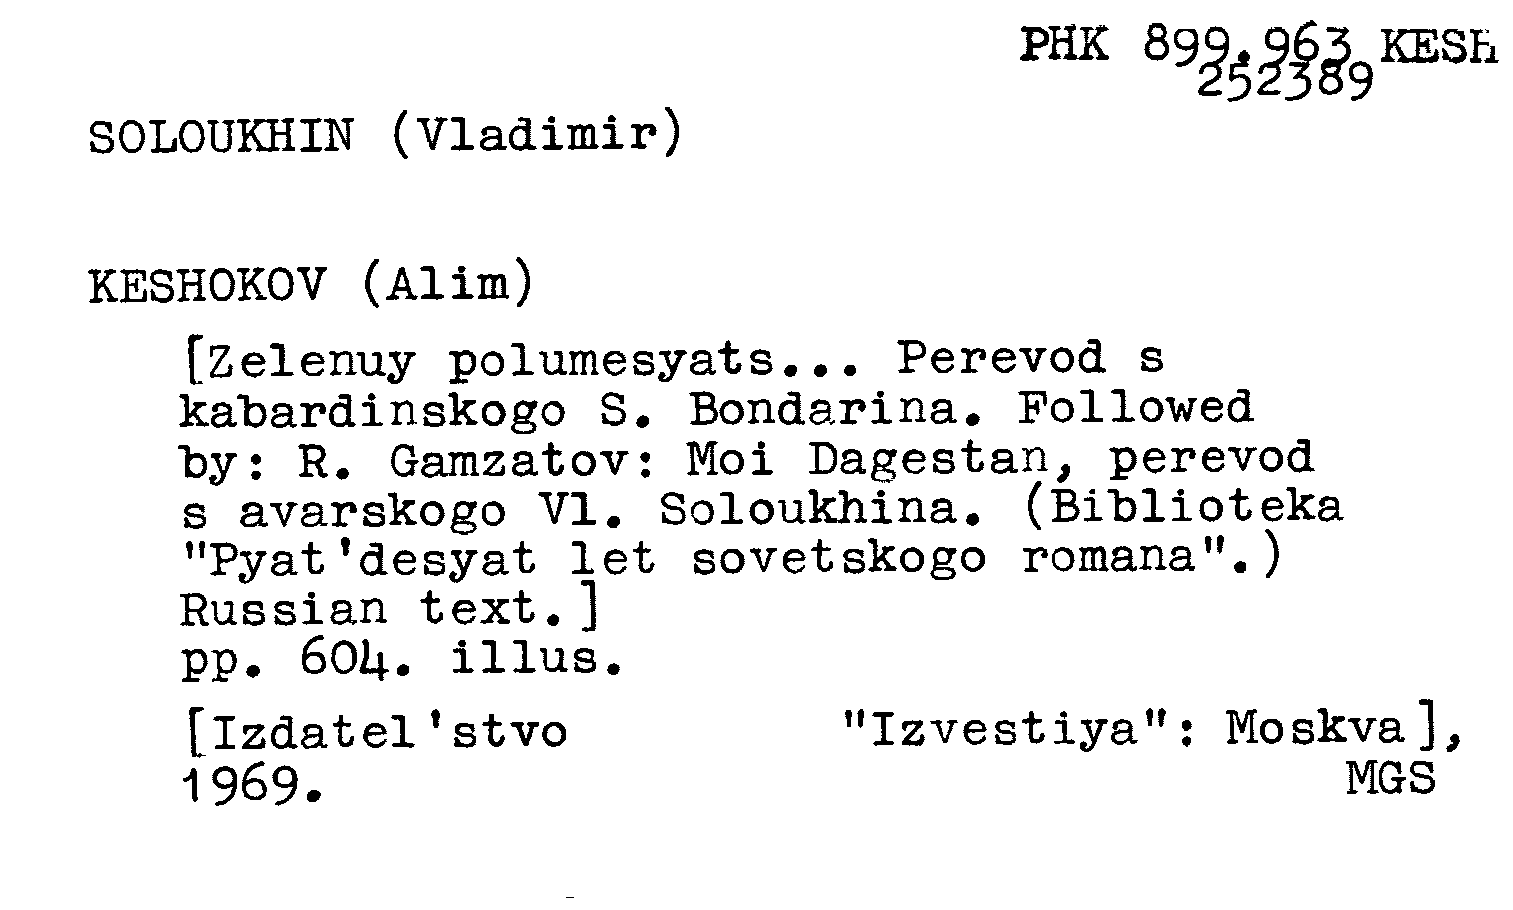 PHK 899.963 KESH
252389
SOLOUKHIN (Vladimir)
KESHOKOV (Alim)
[Zelenuy polumesyats... Perevod s
kabardinskogo S. Bondarina. Followed
by: R. Gamzatov: Moi Dagestan, perevod
s avarskogo Vl. Soloukhina. (Biblioteka
"Pyat'desyat let sovetskogo romana".)
Russian text.]
pp. 604. illus.
[Izdatel'stvo "Izvestiya": Moskva],
1969. MGS